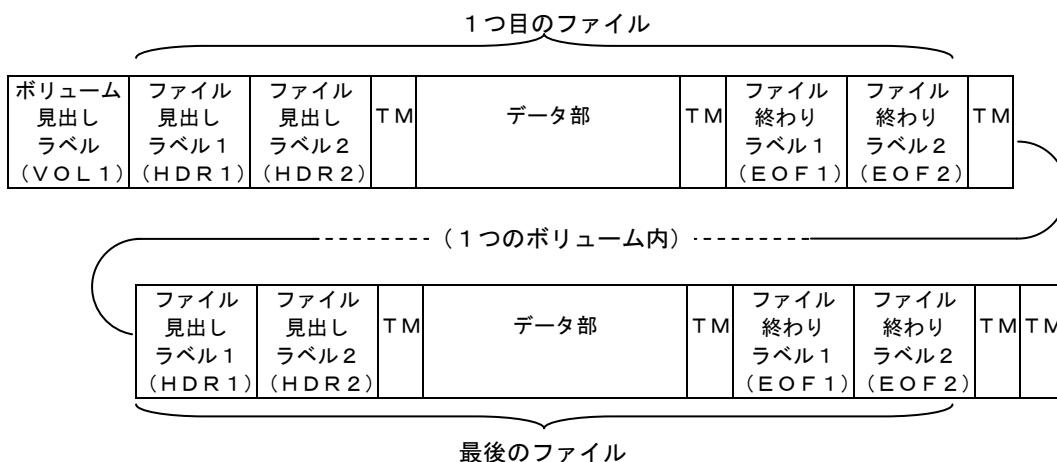 １つ目のファイル
ボリューム見出しラベル（ＶＯＬ１）
ファイル見出しラベル１（ＨＤＲ１）
ファイル見出しラベル２（ＨＤＲ２）
ＴＭ
データ部
ＴＭ
ファイル終わりラベル１（ＥＯＦ１）
ファイル終わりラベル２（ＥＯＦ２）
ＴＭ
（１つのボリューム内）
ファイル見出しラベル１（ＨＤＲ１）
ファイル見出しラベル２（ＨＤＲ２）
ＴＭ
データ部
ＴＭ
ファイル終わりラベル１（ＥＯＦ１）
ファイル終わりラベル２（ＥＯＦ２）
ＴＭ
ＴＭ
最後のファイル